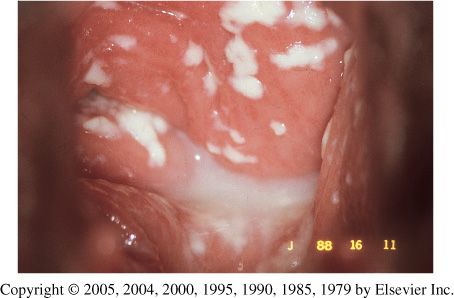 J 88 16 11
Copyright © 2005, 2004, 2000, 1995, 1990, 1985, 1979 by Elsevier Inc.